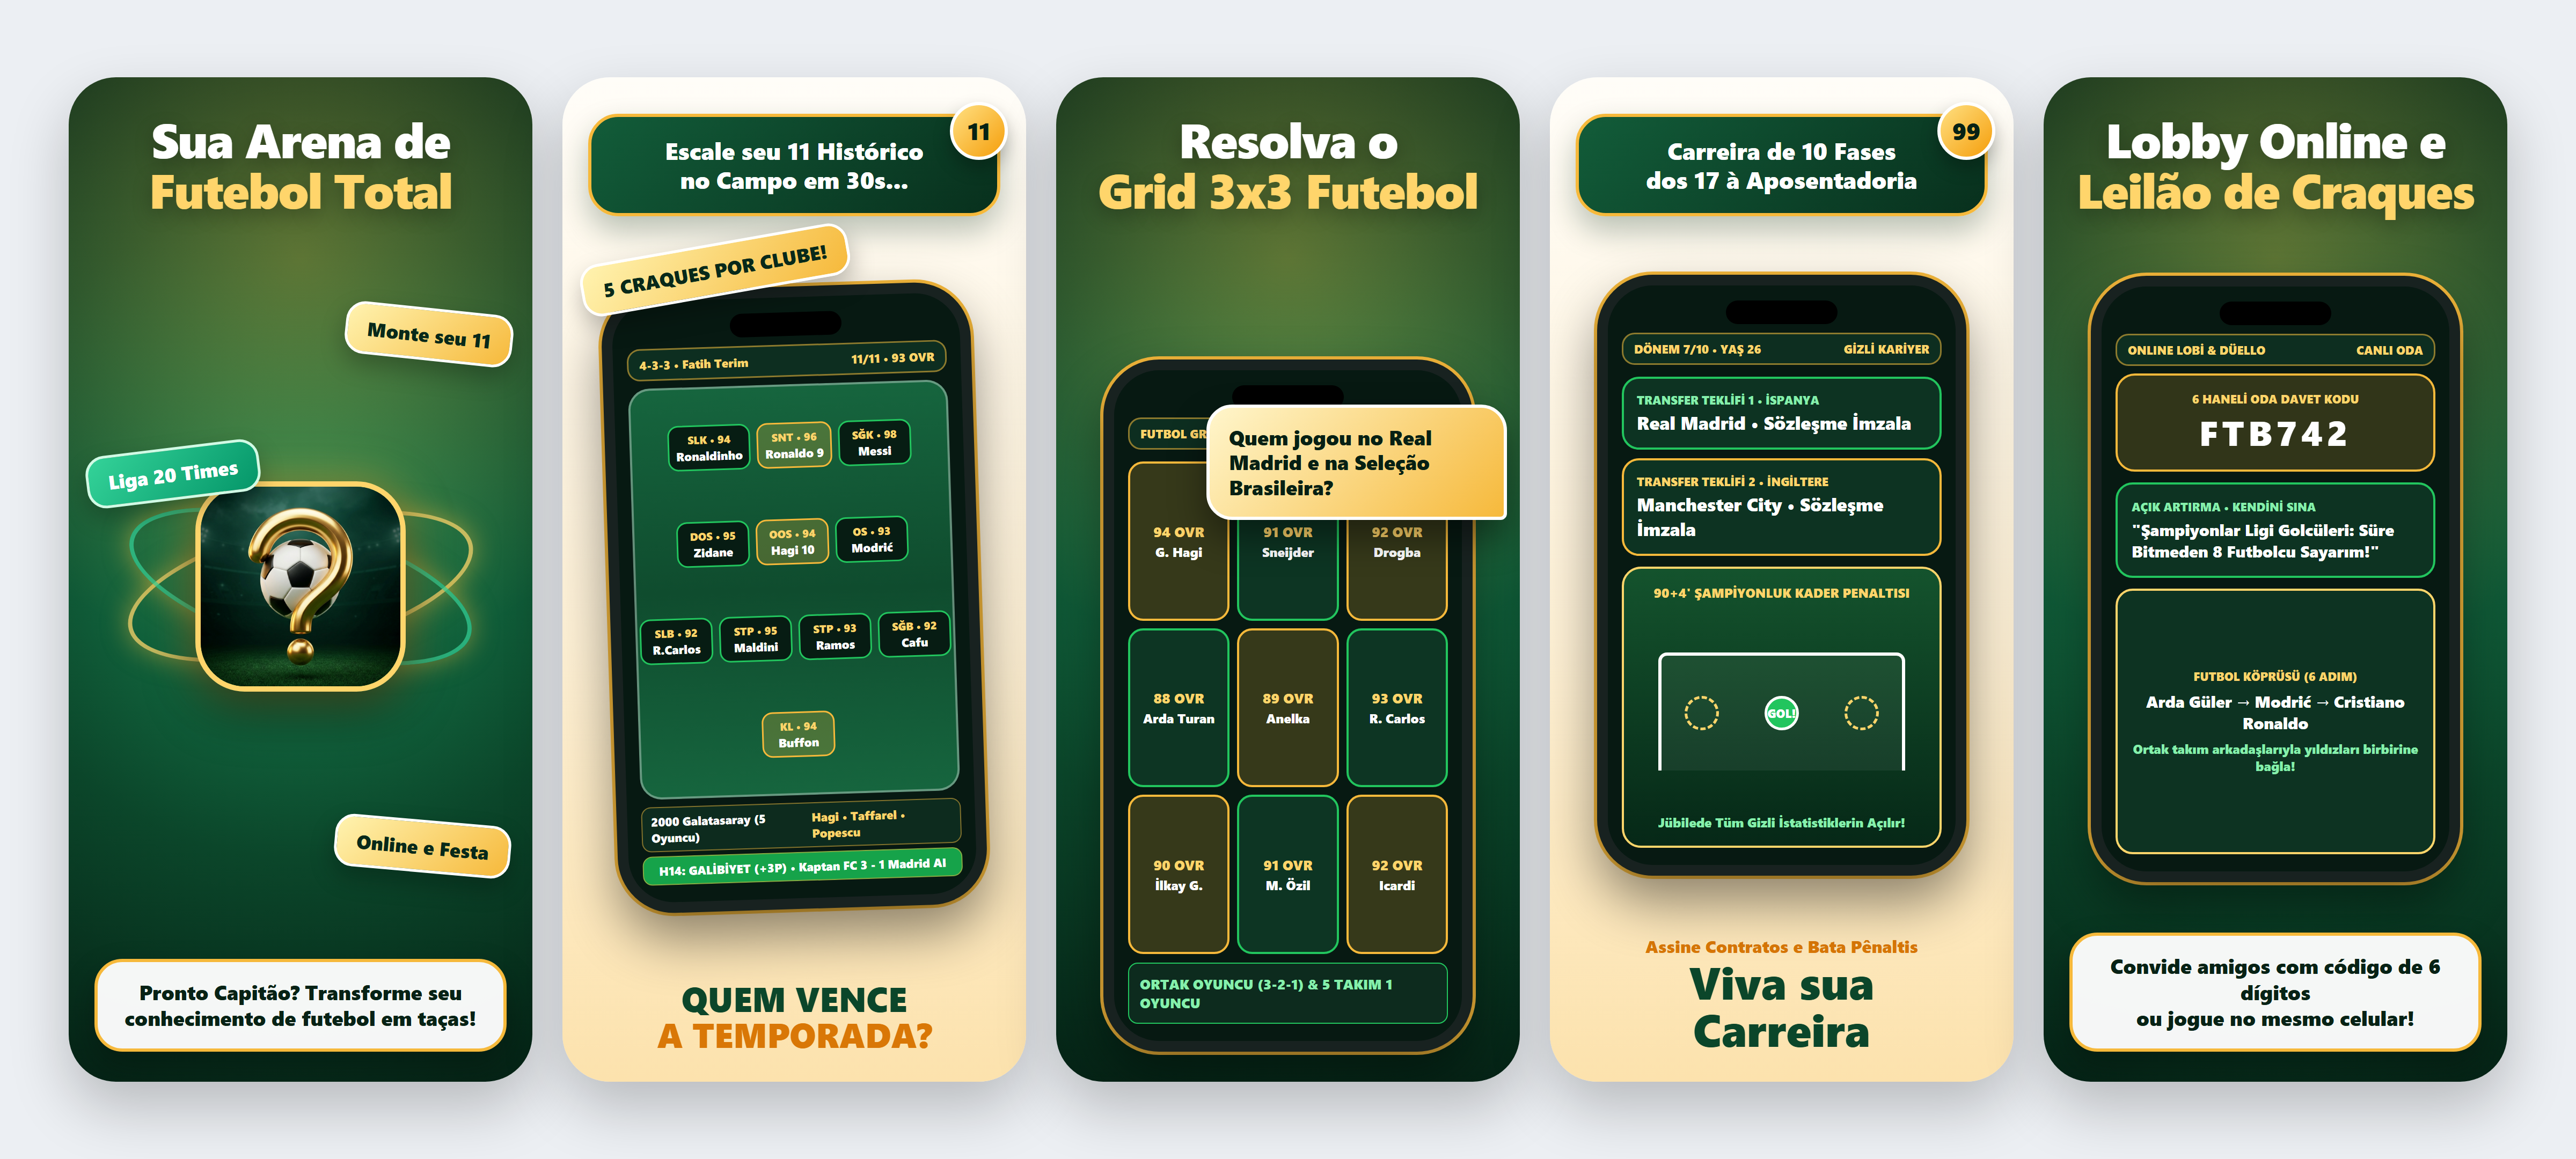 Sua Arena de
Futebol Total
Monte seu 11
Liga 20 Times
Online e Festa
Pronto Capitão? Transforme seu
conhecimento de futebol em taças!
11
Escale seu 11 Histórico
no Campo em 30s...
5 CRAQUES POR CLUBE!
4-3-3 • Fatih Terim
11/11 • 93 OVR
SLK • 94
Ronaldinho
SNT • 96
Ronaldo 9
SĞK • 98
Messi
DOS • 95
Zidane
OOS • 94
Hagi 10
OS • 93
Modrić
SLB • 92
R.Carlos
STP • 95
Maldini
STP • 93
Ramos
SĞB • 92
Cafu
KL • 94
Buffon
2000 Galatasaray (5
Oyuncu)
Hagi • Taffarel •
Popescu
H14: GALİBİYET (+3P) • Kaptan FC 3 - 1 Madrid AI
QUEM VENCE
A TEMPORADA?
Resolva o
Grid 3x3 Futebol
FUTBOL GR
Quem jogou no Real
Madrid e na Seleção
Brasileira?
94 OVR
G. Hagi
91 OVR
Sneijder
92 OVR
Drogba
88 OVR
Arda Turan
89 OVR
Anelka
93 OVR
R. Carlos
90 OVR
İlkay G.
91 OVR
M. Özil
92 OVR
Icardi
ORTAK OYUNCU (3-2-1) & 5 TAKIM 1
OYUNCU
99
Carreira de 10 Fases
dos 17 à Aposentadoria
DÖNEM 7/10 • YAŞ 26
GİZLİ KARİYER
TRANSFER TEKLİFİ 1 • İSPANYA
Real Madrid • Sözleşme İmzala
TRANSFER TEKLİFİ 2 • İNGİLTERE
Manchester City • Sözleşme
İmzala
90+4' ŞAMPİYONLUK KADER PENALTISI
GOL!
Jübilede Tüm Gizli İstatistiklerin Açılır!
Assine Contratos e Bata Pênaltis
Viva sua
Carreira
Lobby Online e
Leilão de Craques
ONLINE LOBİ & DÜELLO
CANLI ODA
6 HANELİ ODA DAVET KODU
FTB742
AÇIK ARTIRMA • KENDİNİ SINA
"Şampiyonlar Ligi Golcüleri: Süre
Bitmeden 8 Futbolcu Sayarım!"
FUTBOL KÖPRÜSÜ (6 ADIM)
Arda Güler → Modrić → Cristiano
Ronaldo
Ortak takım arkadaşlarıyla yıldızları birbirine
bağla!
Convide amigos com código de 6
dígitos
ou jogue no mesmo celular!